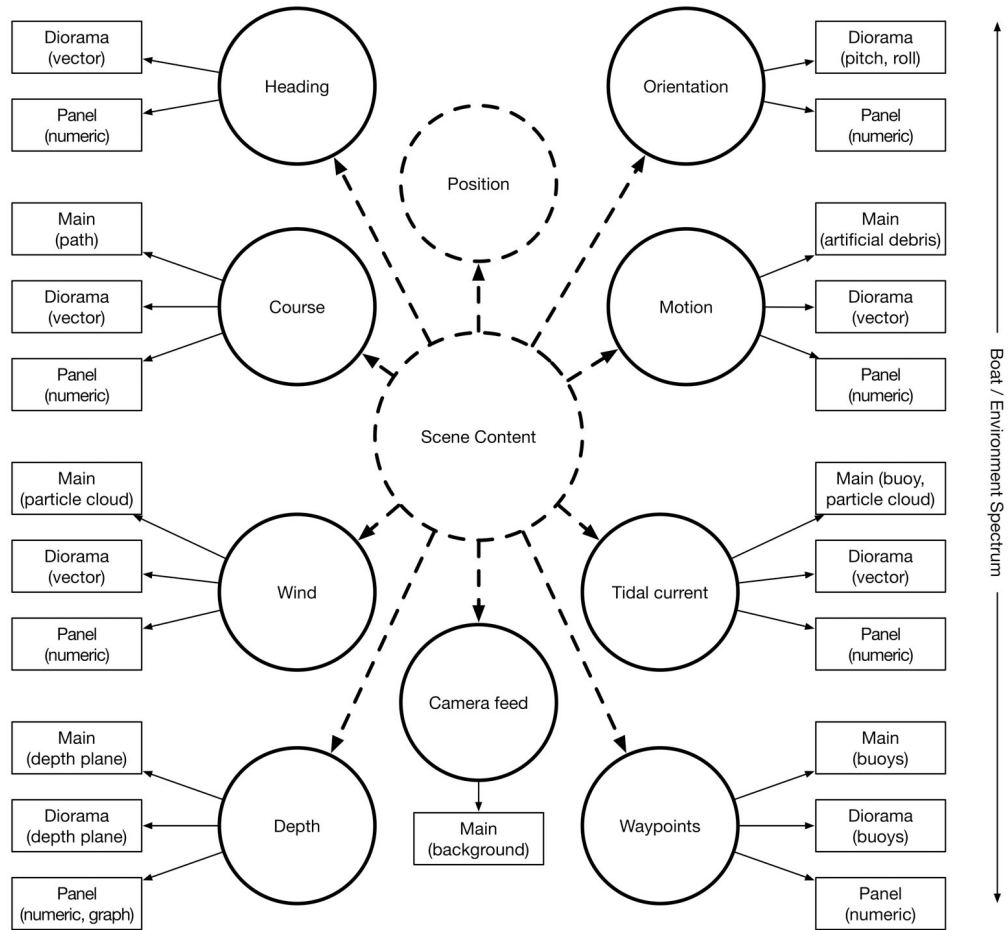 Diorama
(vector)
Panel
(numeric)
Heading
Position
Orientation
Diorama
(pitch, roll)
Panel
(numeric)
Main
(path)
Diorama
(vector)
Panel
(numeric)
Course
Motion
Main
(artificial debris)
Diorama
(vector)
Panel
(numeric)
Scene Content
Boat / Environment Spectrum
Main
(particle cloud)
Diorama
(vector)
Panel
(numeric)
Wind
Tidal current
Main (buoy,
particle cloud)
Diorama
(vector)
Panel
(numeric)
Camera feed
Main
(background)
Main
(depth plane)
Diorama
(depth plane)
Panel
(numeric, graph)
Depth
Waypoints
Main
(buoys)
Diorama
(buoys)
Panel
(numeric)